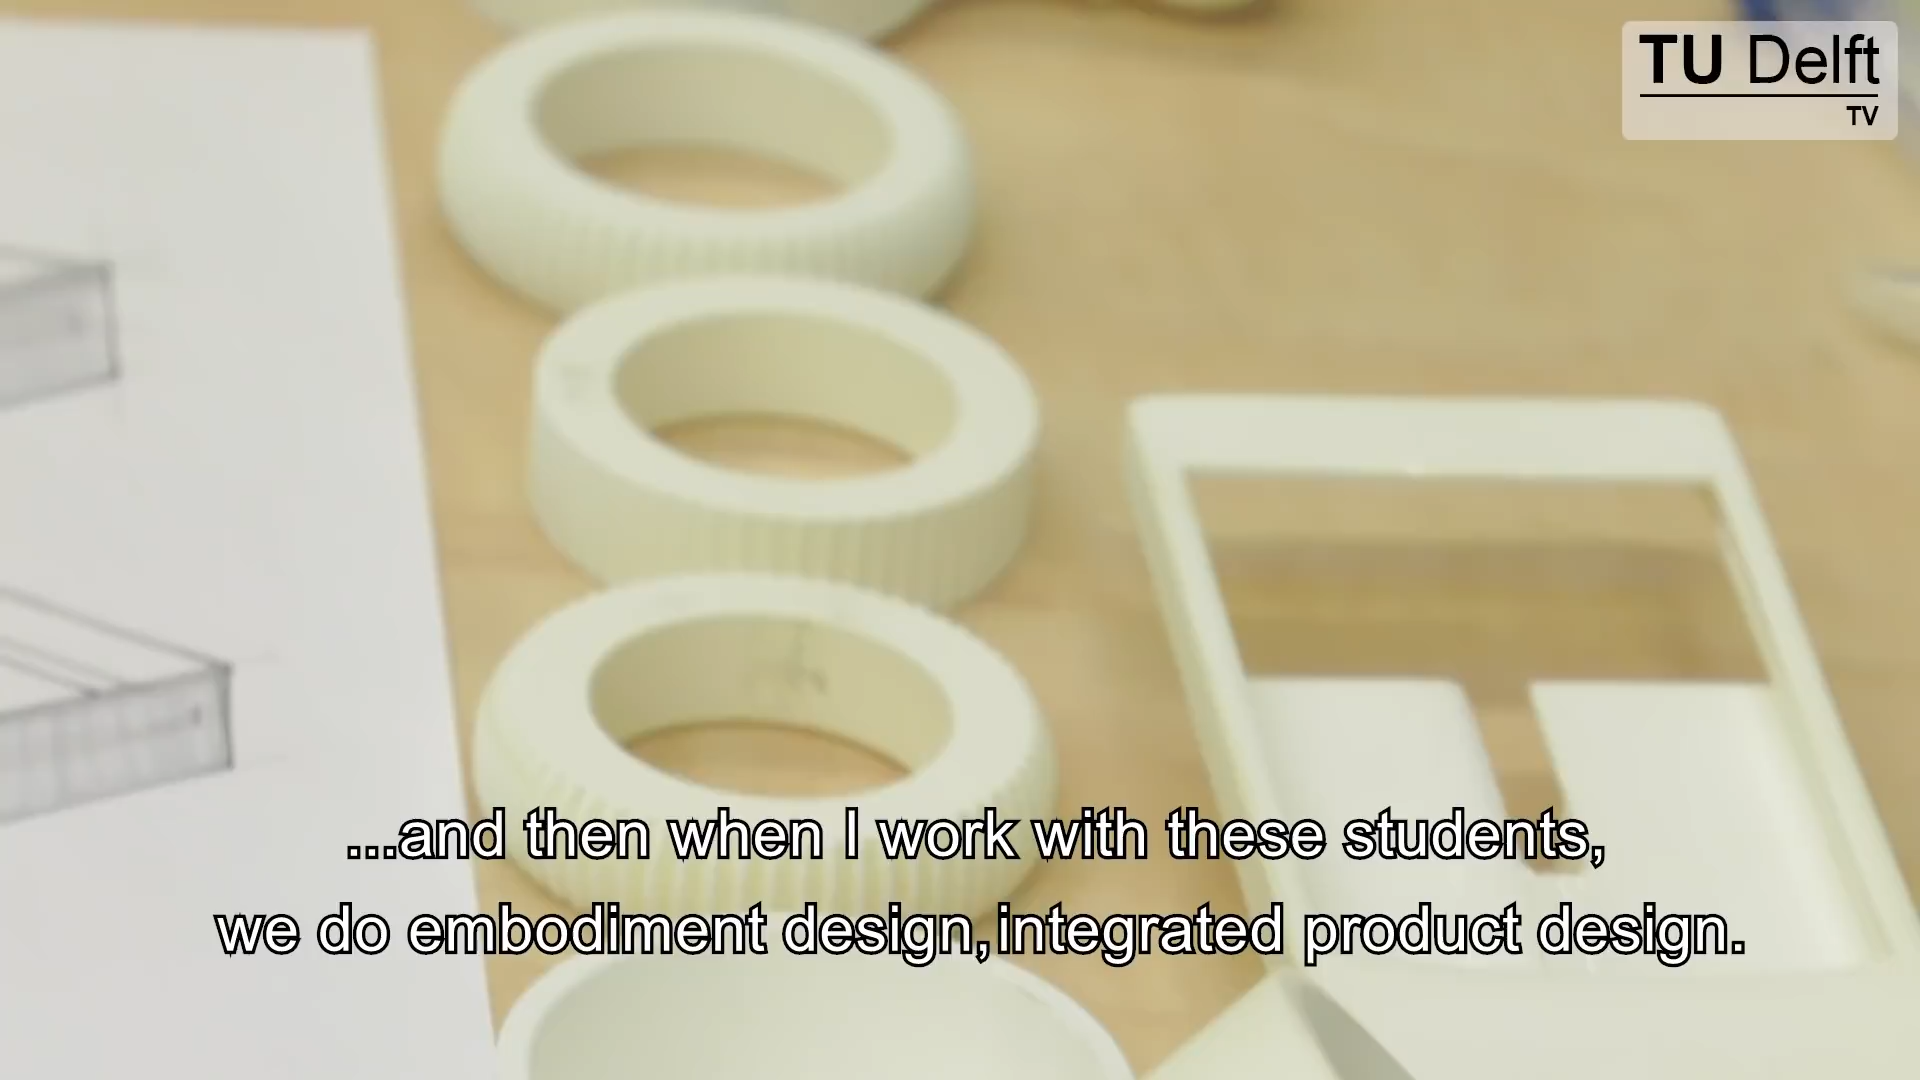 TU Delft
TV
...and then when I work with these students,
we do embodiment design,integrated product design.